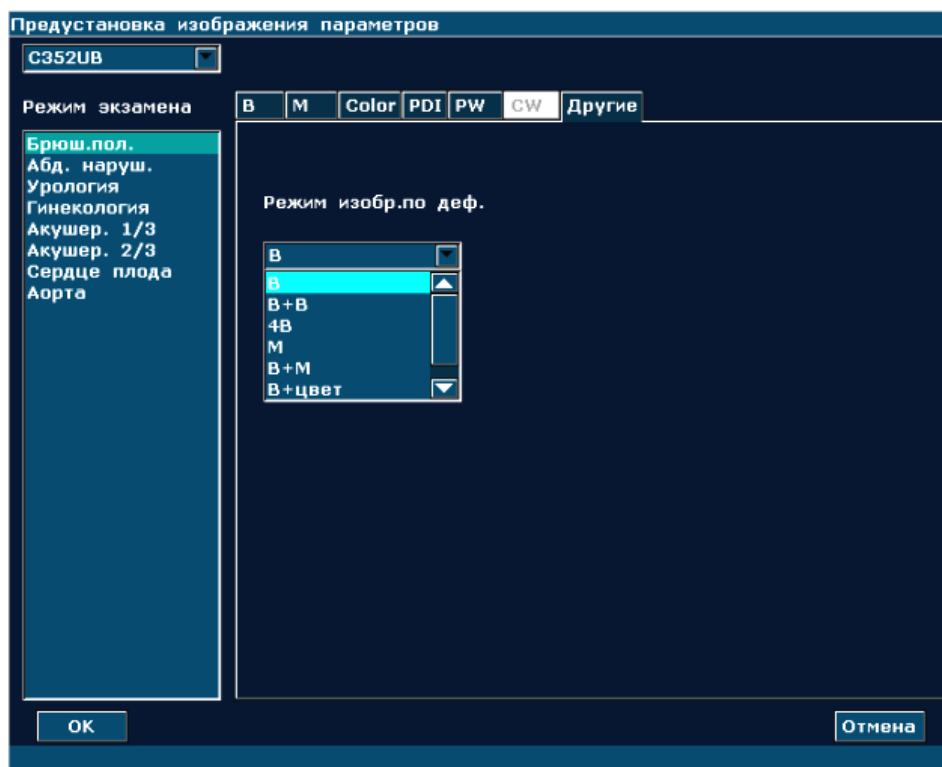 Предустановка изображения параметров
C352UB
Режим экзамена
B M Color PDI PW CW Другие
Брюш.пол.
Абд. наруш.
Урология
Гинекология
Акушер. 1/3
Акушер. 2/3
Сердце плода
Аорта
Режим изобр.по деф.
B
B
B+B
4B
M
B+M
B+цвет
OK
Отмена